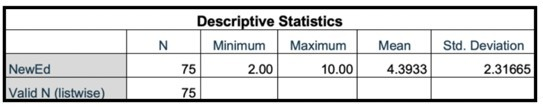 Descriptive Statistics
N Minimum Maximum Mean Std. Deviation
NewEd 75 2.00 10.00 4.3933 2.31665
Valid N (listwise) 75